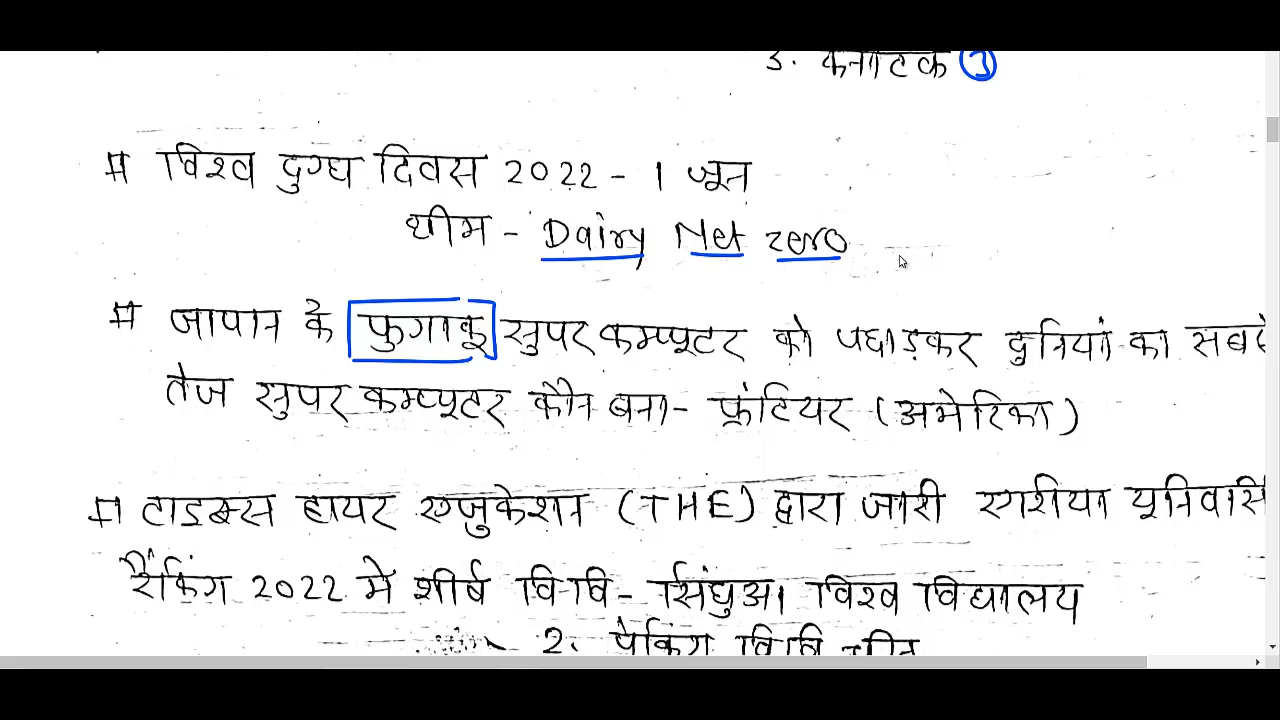 3. कर्नाटक 3
# विश्व दुग्ध दिवस 2022 - 1 जून
थीम - Dairy Net zero
# जापान के फुगाकू सुपर कम्प्यूटर को पछाड़कर दुनियां का सबसे
तेज सुपर कम्प्यूटर कौन बना - फ्रंटियर (अमेरिका)
# टाइम्स हायर एजुकेशन (THE) द्वारा जारी एशिया यूनिवर्सि
रैंकिंग 2022 में शीर्ष वि.वि - सिंघुआ विश्व विद्यालय
2. पेकिंग वि.वि चीन